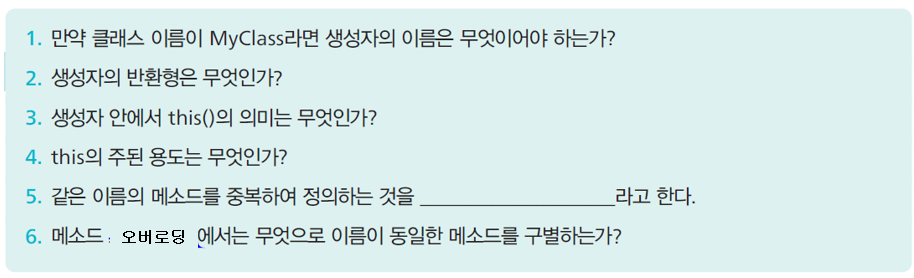 1. 만약 클래스 이름이 MyClass라면 생성자의 이름은 무엇이어야 하는가?
2. 생성자의 반환형은 무엇인가?
3. 생성자 안에서 this()의 의미는 무엇인가?
4. this의 주된 용도는 무엇인가?
5. 같은 이름의 메소드를 중복하여 정의하는 것을 ____________________라고 한다.
6. 메소드 오버로딩 에서는 무엇으로 이름이 동일한 메소드를 구별하는가?